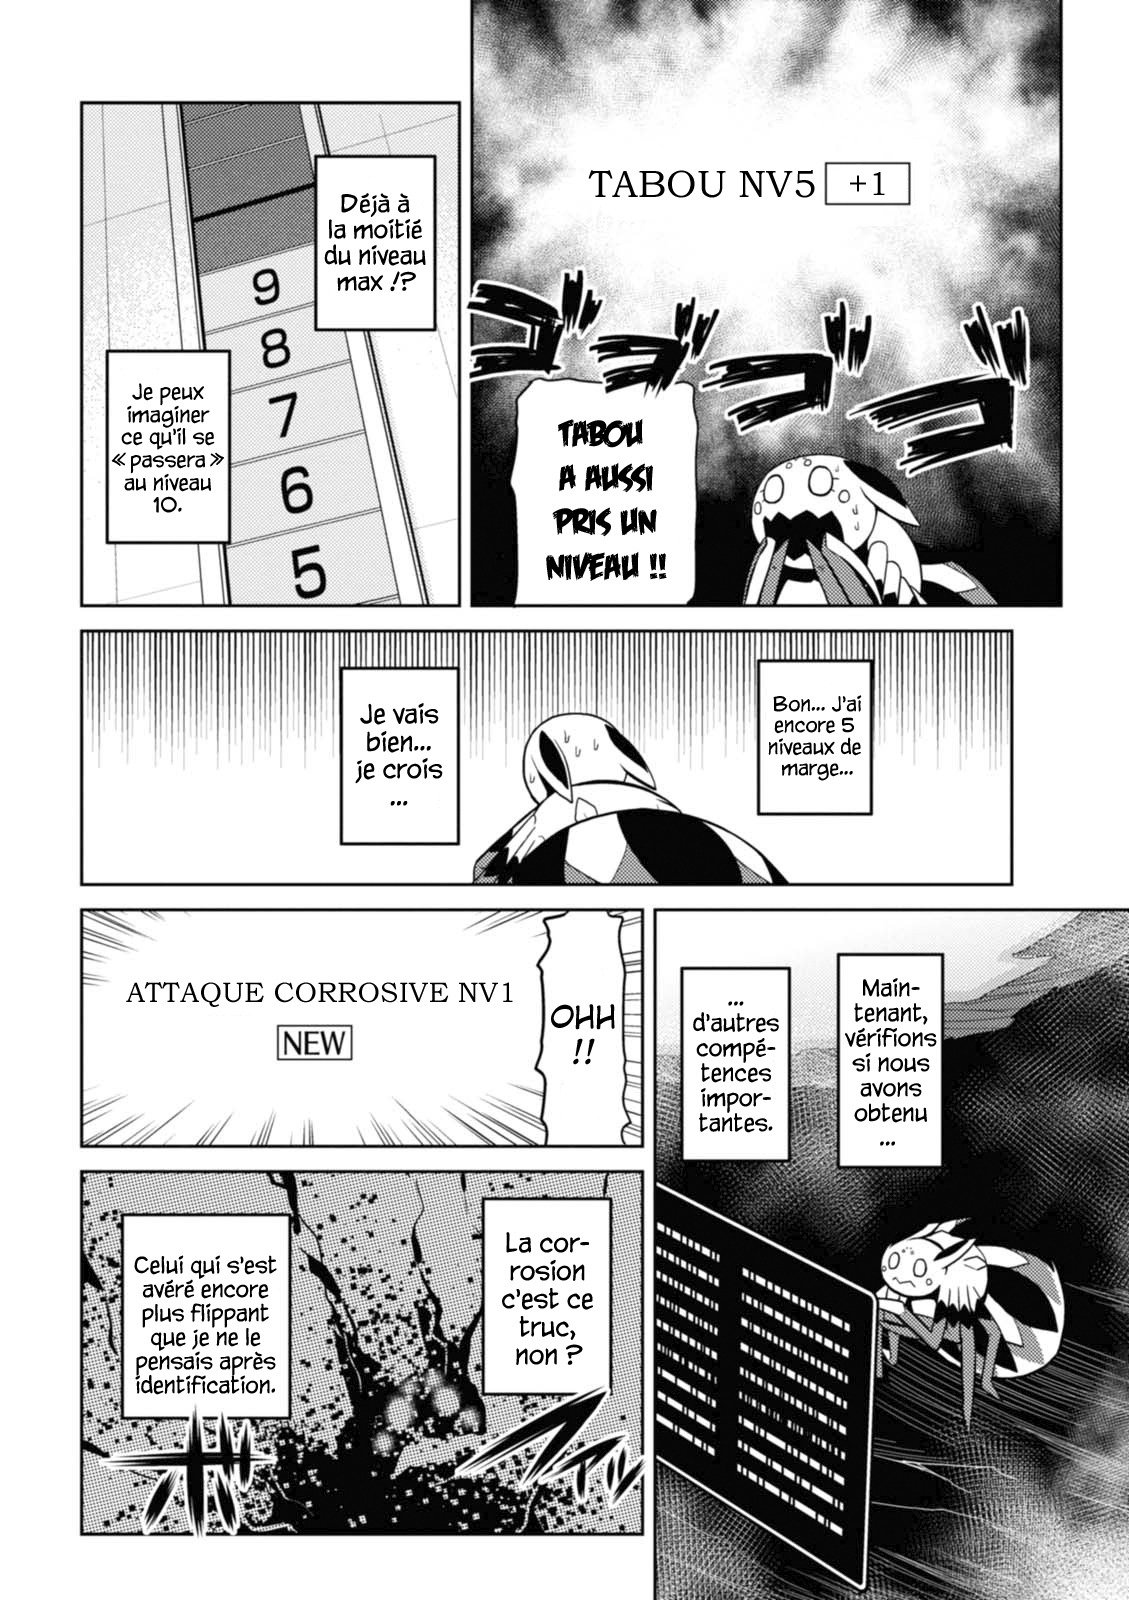 TABOU NV5 +1
ゴゴゴゴ
TABOU
A AUSSI
PRIS UN
NIVEAU !!
Déjà à
la moitié
du niveau
max !?
9
8
7
6
5
Je peux
imaginer
ce qu'il se
« passera »
au niveau
10.
Bon... J'ai
encore 5
niveaux de
marge...
Je vais
bien...
je crois
...
Main-
tenant,
vérifions
si nous
avons
obtenu
...
...
d'autres
compé-
tences
impor-
tantes.
OHH
!!
ATTAQUE CORROSIVE NV1
NEW
La cor-
rosion
c'est ce
truc,
non ?
Celui qui s'est
avéré encore
plus flippant
que je ne le
pensais après
identification.